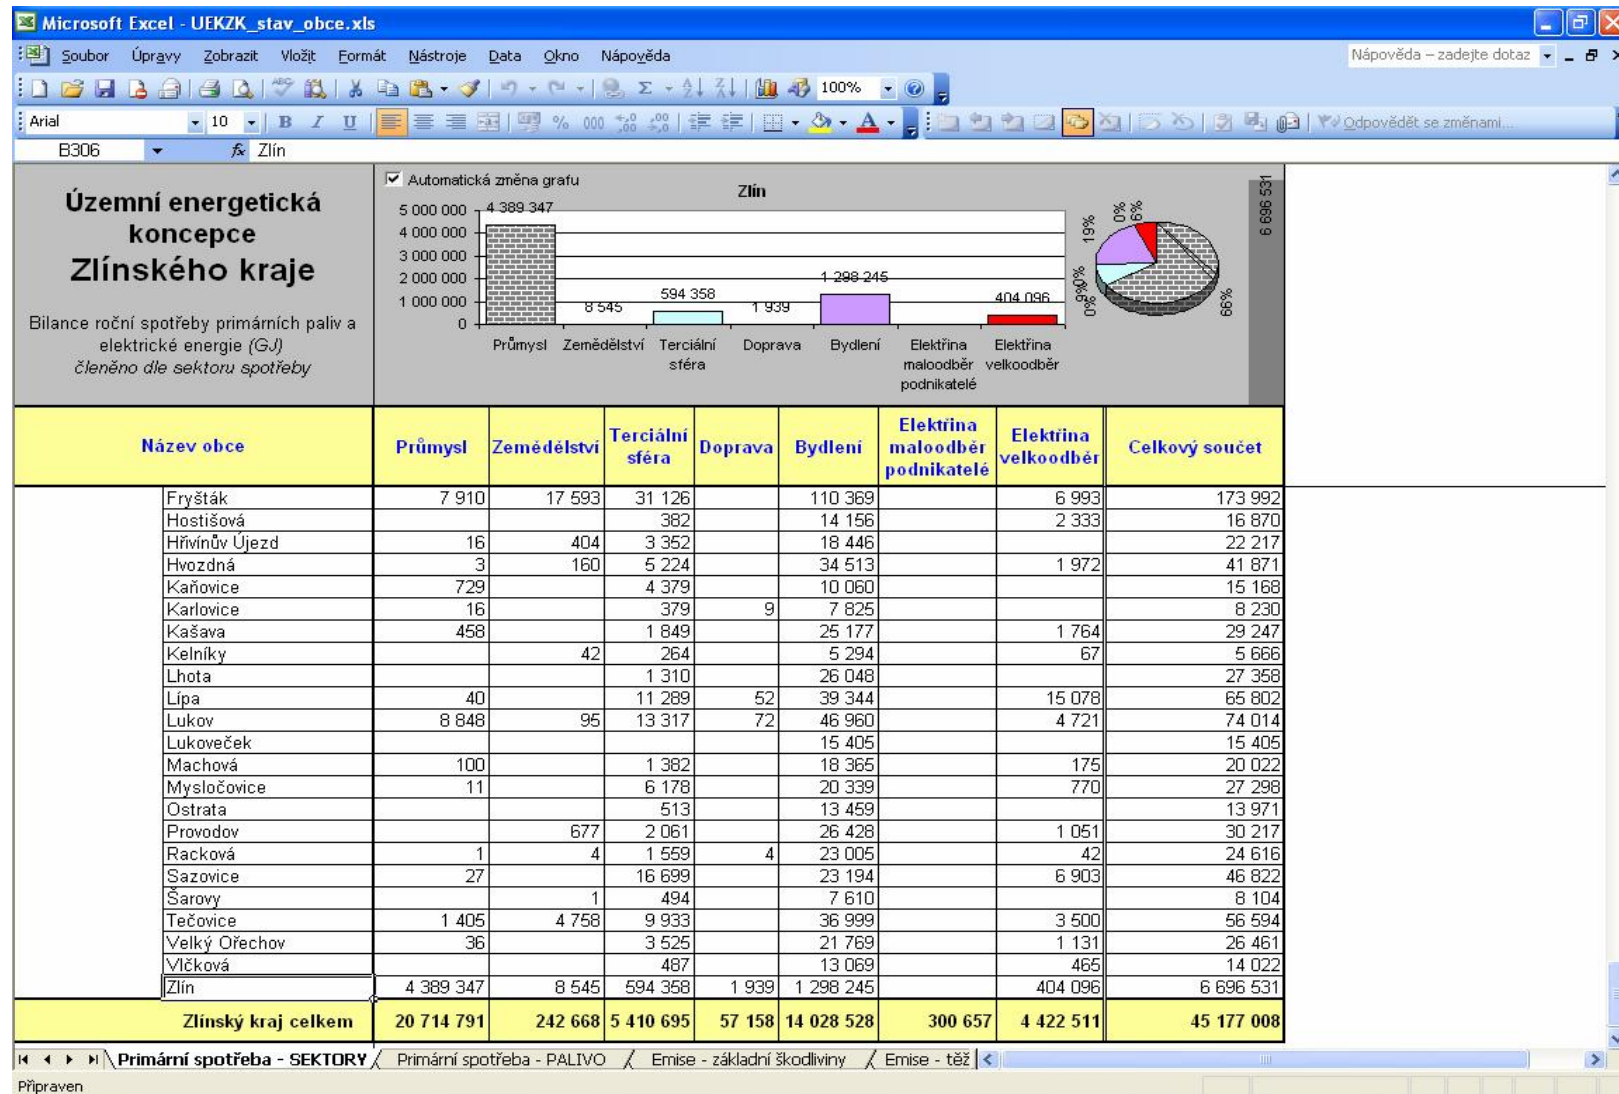 Microsoft Excel - UEKZK_stav_obce.xls
Soubor Úpravy Zobrazit Vložit Formát Nástroje Data Okno Nápověda Nápověda – zadejte dotaz
100%
Arial 10 B I U % 000 Odpovědět se změnami...
B306 fx Zlín
Územní energetická
koncepce
Zlínského kraje
Bilance roční spotřeby primárních paliv a
elektrické energie (GJ)
členěno dle sektoru spotřeby
Automatická změna grafu
Zlín
5 000 000
4 000 000
3 000 000
2 000 000
1 000 000
0
4 389 347
8 545
594 358
1 939
1 298 245
404 096
Průmysl Zemědělství Terciální sféra Doprava Bydlení Elektřina maloodběr podnikatelé Elektřina velkoodběr
19%
0%
6%
0%
9%
0%
66%
6 696 531
Název obce Průmysl Zemědělství Terciální sféra Doprava Bydlení Elektřina maloodběr podnikatelé Elektřina velkoodběr Celkový součet
Fryšták 7 910 17 593 31 126 110 369 6 993 173 992
Hostišová 382 14 156 2 333 16 870
Hřivínův Újezd 16 404 3 352 18 446 22 217
Hvozdná 3 160 5 224 34 513 1 972 41 871
Kaňovice 729 4 379 10 060 15 168
Karlovice 16 379 9 7 825 8 230
Kašava 458 1 849 25 177 1 764 29 247
Kelníky 42 264 5 294 67 5 666
Lhota 1 310 26 048 27 358
Lípa 40 11 289 52 39 344 15 078 65 802
Lukov 8 848 95 13 317 72 46 960 4 721 74 014
Lukoveček 15 405 15 405
Machová 100 1 382 18 365 175 20 022
Mysločovice 11 6 178 20 339 770 27 298
Ostrata 513 13 459 13 971
Provodov 677 2 061 26 428 1 051 30 217
Racková 1 4 1 559 4 23 005 42 24 616
Sazovice 27 16 699 23 194 6 903 46 822
Šarovy 1 494 7 610 8 104
Tečovice 1 405 4 758 9 933 36 999 3 500 56 594
Velký Ořechov 36 3 525 21 769 1 131 26 461
Vlčková 487 13 069 465 14 022
Zlín 4 389 347 8 545 594 358 1 939 1 298 245 404 096 6 696 531
Zlínský kraj celkem 20 714 791 242 668 5 410 695 57 158 14 028 528 300 657 4 422 511 45 177 008
Primární spotřeba - SEKTORY Primární spotřeba - PALIVO Emise - základní škodliviny Emise - těž
Připraven